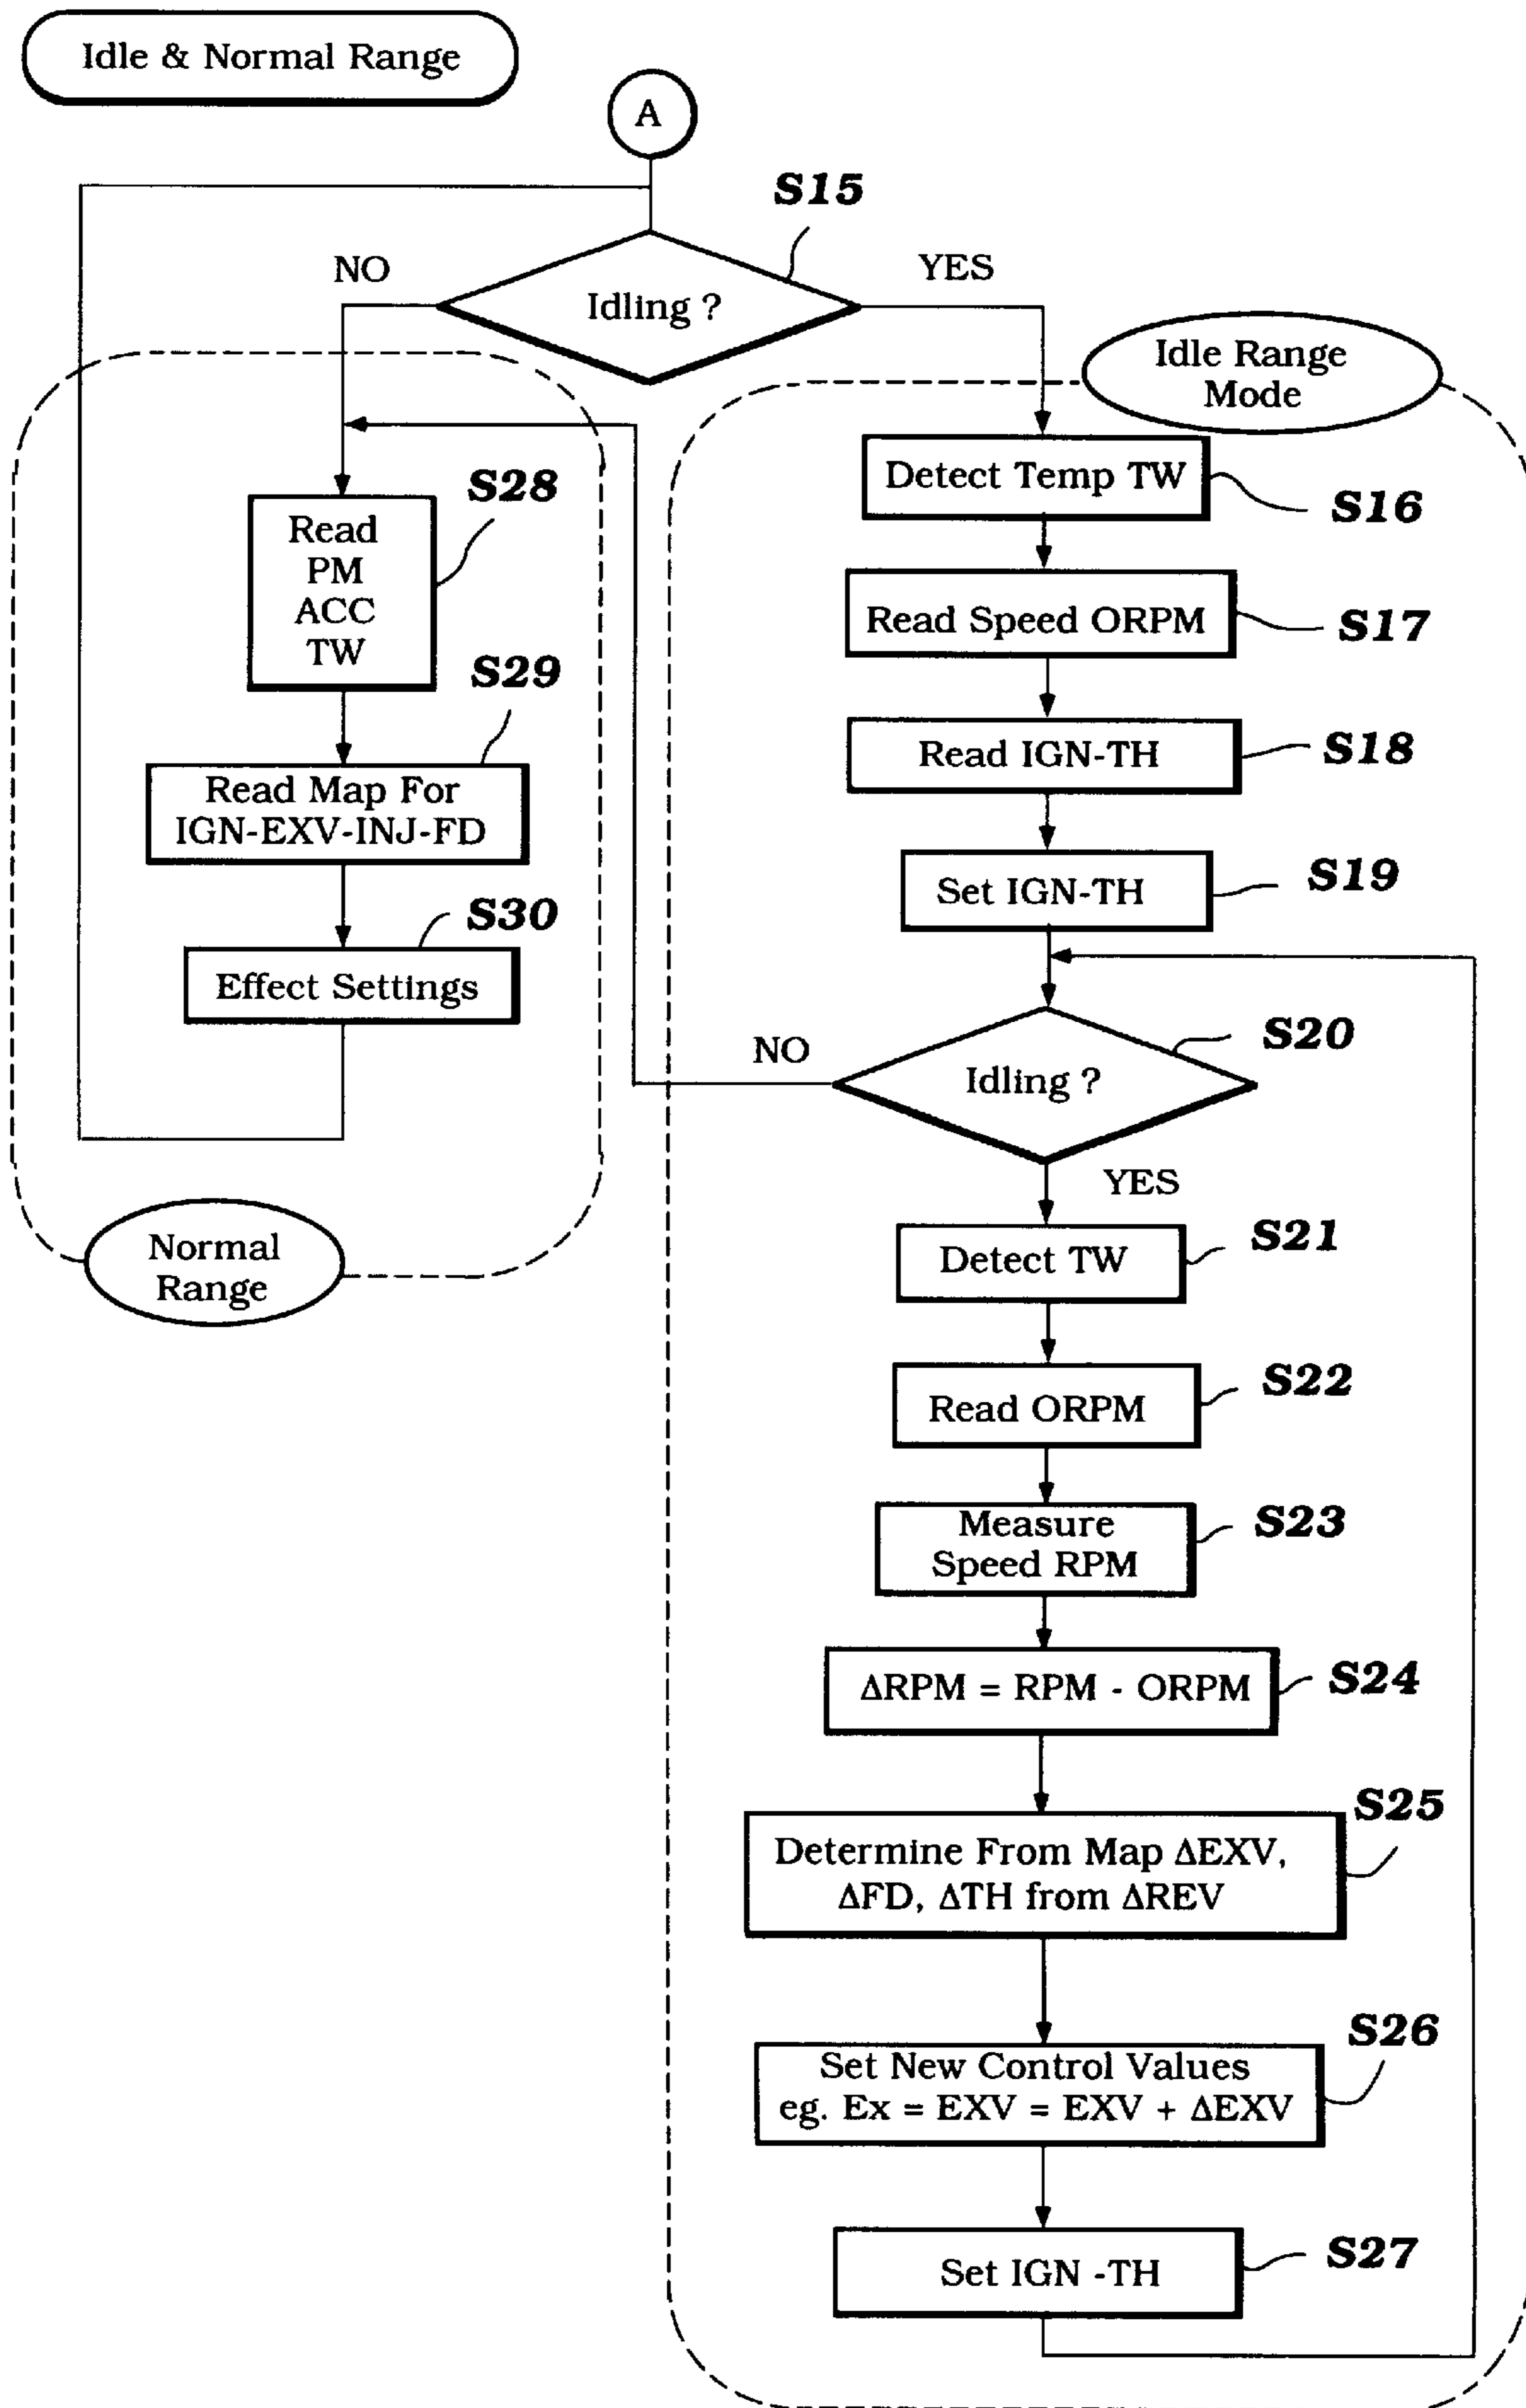 Idle & Normal Range
A
S15
NO
YES
Idling ?
Idle Range
Mode
Detect Temp TW
S16
Read Speed ORPM
S17
Read IGN-TH
S18
Set IGN-TH
S19
S20
NO
Idling ?
YES
Detect TW
S21
Read ORPM
S22
Measure
Speed RPM
S23
ΔRPM = RPM - ORPM
S24
S25
Determine From Map ΔEXV,
ΔFD, ΔTH from ΔREV
S26
Set New Control Values
eg. Ex = EXV = EXV + ΔEXV
Set IGN -TH
S27
S28
Read
PM
ACC
TW
S29
Read Map For
IGN-EXV-INJ-FD
S30
Effect Settings
Normal
Range